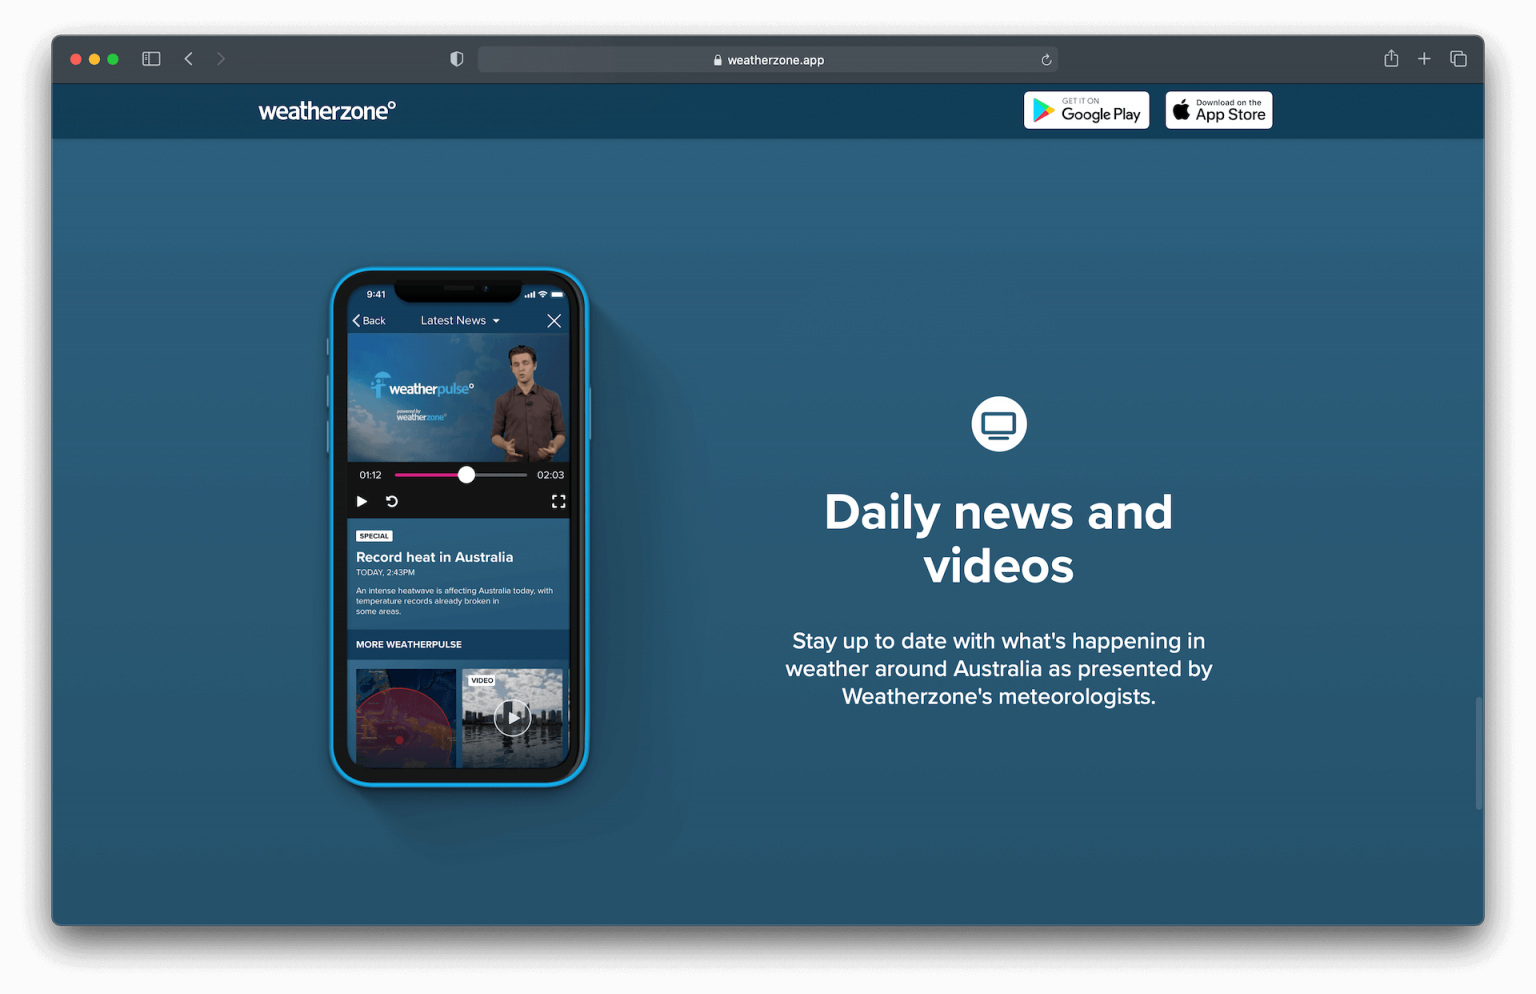 weatherzone.app
weatherzone°
GET IT ON
Google Play
Download on the
App Store
9:41
Back
Latest News
weatherpulse°
powered by
weatherzone°
01:12
02:03
SPECIAL
Record heat in Australia
TODAY, 2:43PM
An intense heatwave is affecting Australia today, with
temperature records already broken in
some areas.
MORE WEATHERPULSE
VIDEO
Daily news and
videos
Stay up to date with what's happening in
weather around Australia as presented by
Weatherzone's meteorologists.